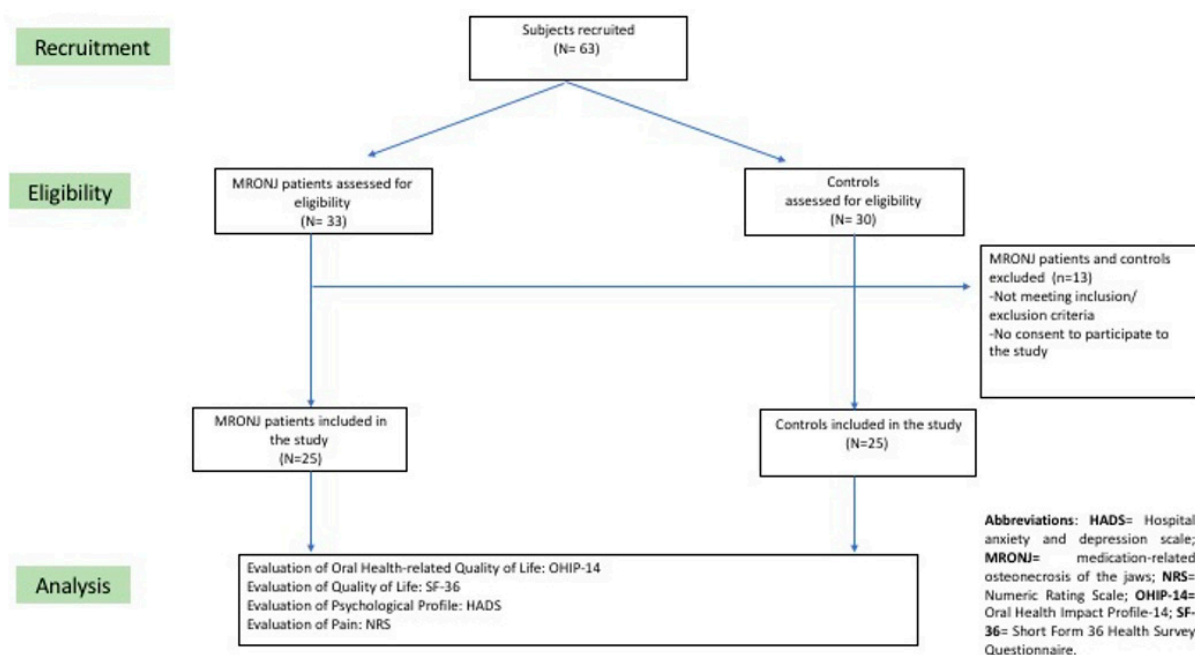 Recruitment
Subjects recruited
(N= 63)
Eligibility
MRONJ patients assessed for
eligibility
(N= 33)
Controls
assessed for eligibility
(N= 30)
MRONJ patients and controls
excluded (n=13)
-Not meeting inclusion/
exclusion criteria
-No consent to participate to
the study
MRONJ patients included in
the study
(N=25)
Controls included in the study
(N=25)
Analysis
Evaluation of Oral Health-related Quality of Life: OHIP-14
Evaluation of Quality of Life: SF-36
Evaluation of Psychological Profile: HADS
Evaluation of Pain: NRS
Abbreviations: HADS= Hospital
anxiety and depression scale;
MRONJ= medication-related
osteonecrosis of the jaws; NRS=
Numeric Rating Scale; OHIP-14=
Oral Health Impact Profile-14; SF-
36= Short Form 36 Health Survey
Questionnaire.